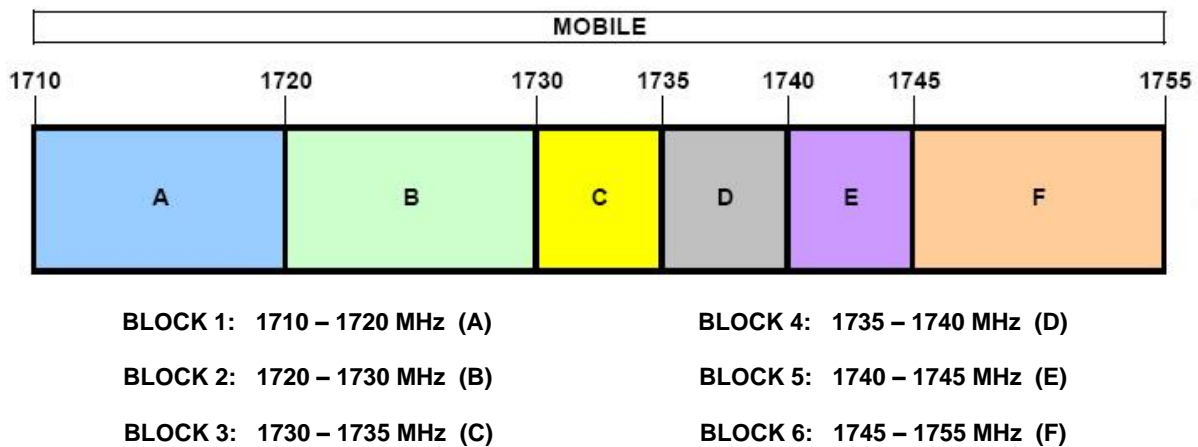 MOBILE
1710 1720 1730 1735 1740 1745 1755
A B C D E F
BLOCK 1: 1710 – 1720 MHz (A)
BLOCK 4: 1735 – 1740 MHz (D)
BLOCK 2: 1720 – 1730 MHz (B)
BLOCK 5: 1740 – 1745 MHz (E)
BLOCK 3: 1730 – 1735 MHz (C)
BLOCK 6: 1745 – 1755 MHz (F)